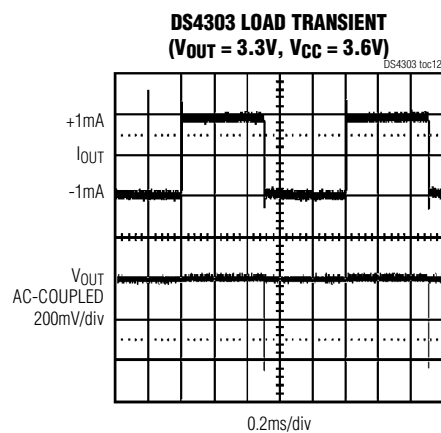 DS4303 LOAD TRANSIENT
(VOUT = 3.3V, VCC = 3.6V)
DS4303 toc12
+1mA
IOUT
-1mA
VOUT
AC-COUPLED
200mV/div
0.2ms/div